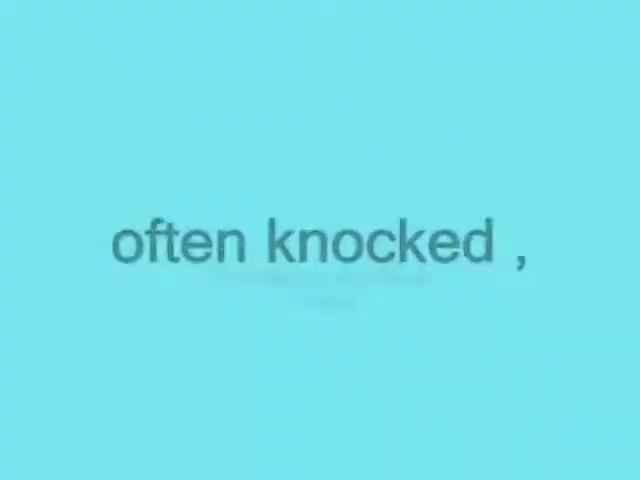 often knocked ,